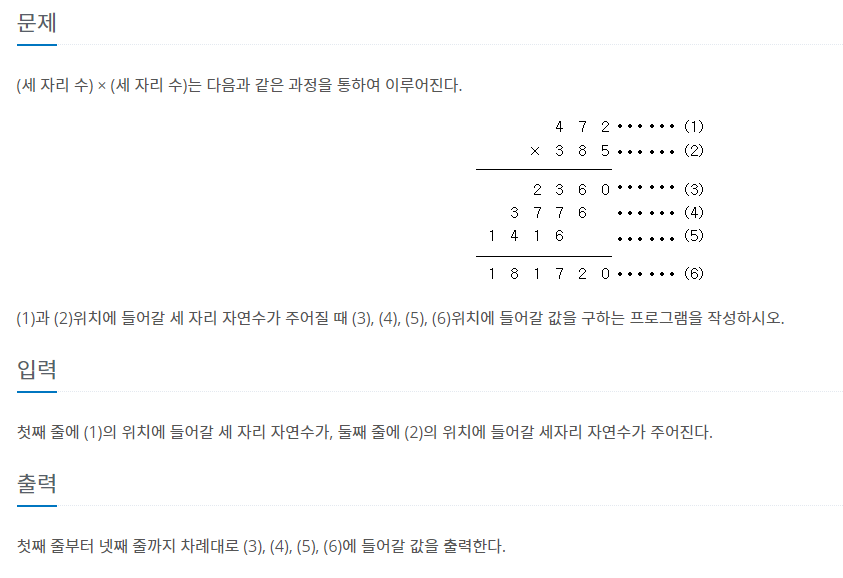 문제
(세 자리 수) × (세 자리 수)는 다음과 같은 과정을 통하여 이루어진다.
4 7 2 •••••• (1)
× 3 8 5 •••••• (2)
2 3 6 0 •••••• (3)
3 7 7 6 •••••• (4)
1 4 1 6 •••••• (5)
1 8 1 7 2 0 •••••• (6)
(1)과 (2)위치에 들어갈 세 자리 자연수가 주어질 때 (3), (4), (5), (6)위치에 들어갈 값을 구하는 프로그램을 작성하시오.
입력
첫째 줄에 (1)의 위치에 들어갈 세 자리 자연수가, 둘째 줄에 (2)의 위치에 들어갈 세자리 자연수가 주어진다.
출력
첫째 줄부터 넷째 줄까지 차례대로 (3), (4), (5), (6)에 들어갈 값을 출력한다.